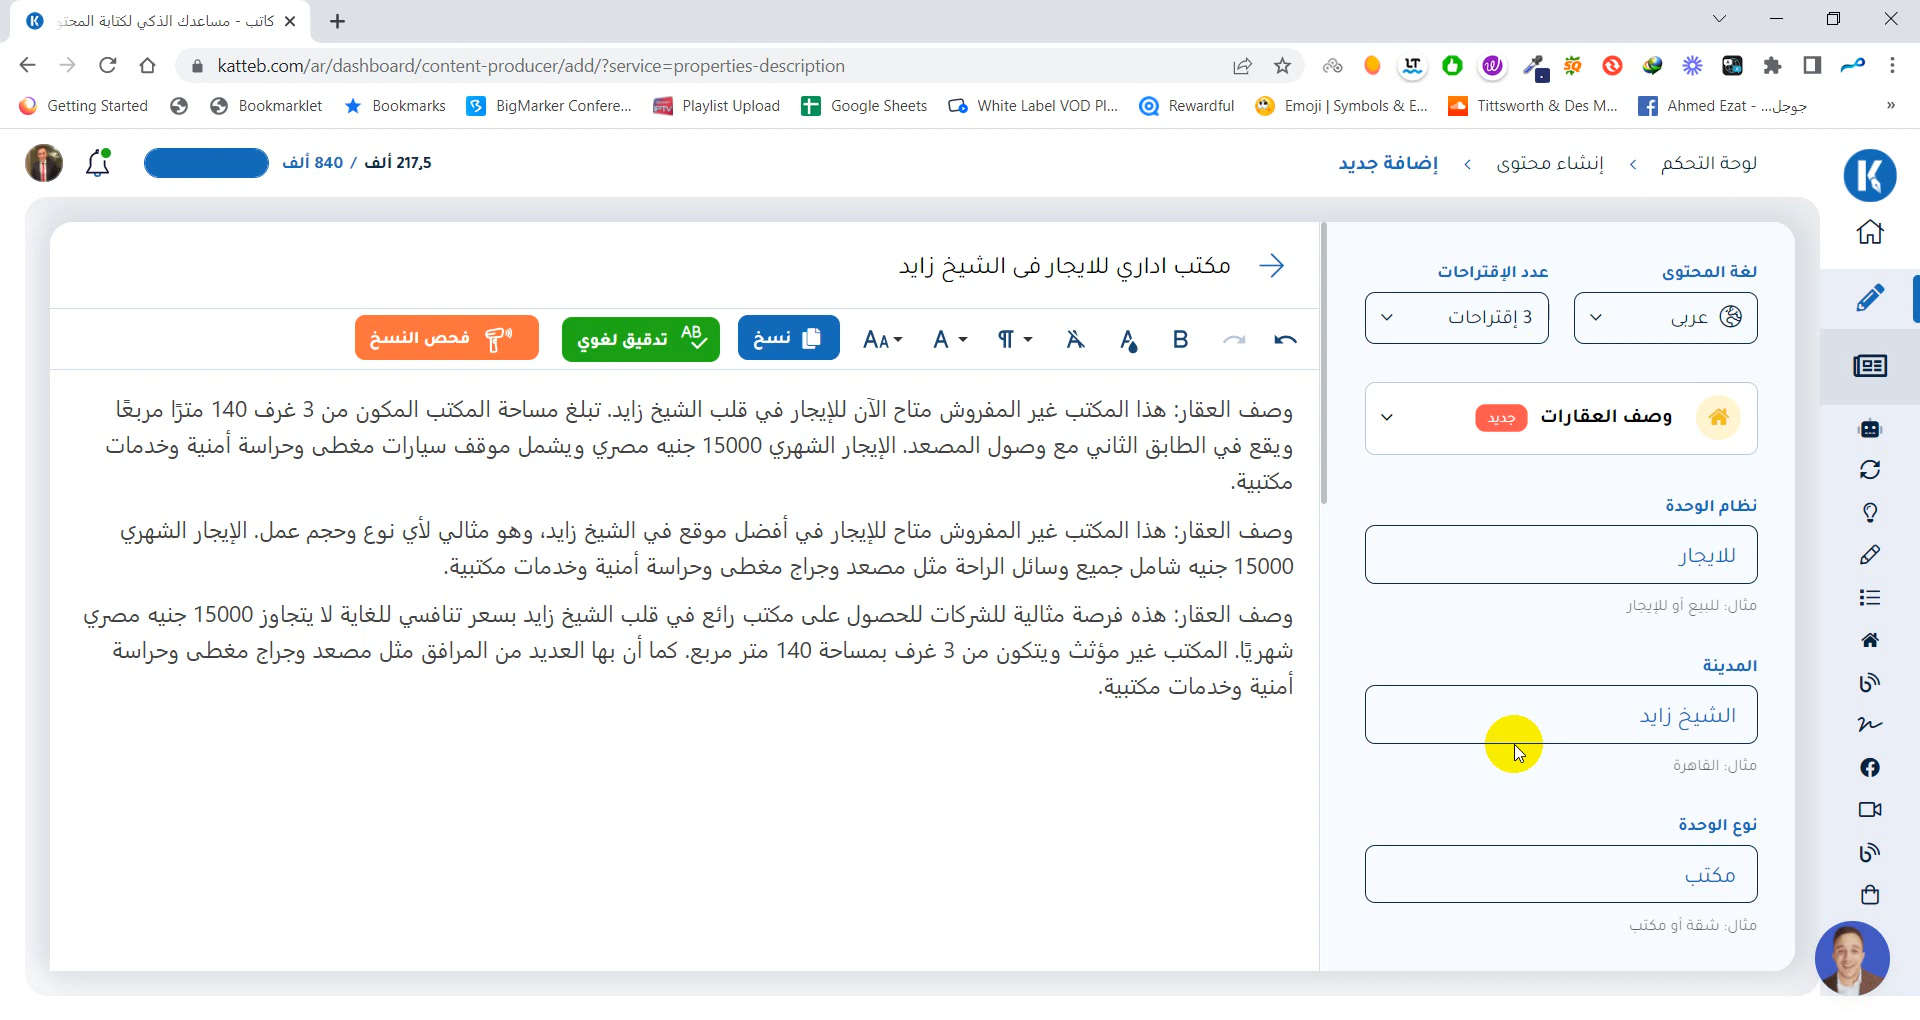 كاتب - مساعدك الذكي لكتابة المحتو
katteb.com/ar/dashboard/content-producer/add/?service=properties-description
Getting Started
Bookmarklet
Bookmarks
BigMarker Confere...
Playlist Upload
Google Sheets
White Label VOD Pl...
Rewardful
Emoji | Symbols & E...
Tittsworth & Des M...
Ahmed Ezat - ...جوجل
»
لوحة التحكم > إنشاء محتوى > إضافة جديد
217,5 ألف / 840 ألف
لغة المحتوى
عربى
عدد الإقتراحات
3 إقتراحات
وصف العقارات جديد
نظام الوحدة
للايجار
مثال: للبيع أو للإيجار
المدينة
الشيخ زايد
مثال: القاهرة
نوع الوحدة
مكتب
مثال: شقة أو مكتب
مكتب اداري للايجار فى الشيخ زايد
نسخ
تدقيق لغوي
فحص النسخ
وصف العقار: هذا المكتب غير المفروش متاح الآن للإيجار في قلب الشيخ زايد. تبلغ مساحة المكتب المكون من 3 غرف 140 مترًا مربعًا
ويقع في الطابق الثاني مع وصول المصعد. الإيجار الشهري 15000 جنيه مصري ويشمل موقف سيارات مغطى وحراسة أمنية وخدمات
مكتبية.
وصف العقار: هذا المكتب غير المفروش متاح للإيجار في أفضل موقع في الشيخ زايد، وهو مثالي لأي نوع وحجم عمل. الإيجار الشهري
15000 جنيه شامل جميع وسائل الراحة مثل مصعد وجراج مغطى وحراسة أمنية وخدمات مكتبية.
وصف العقار: هذه فرصة مثالية للشركات للحصول على مكتب رائع في قلب الشيخ زايد بسعر تنافسي للغاية لا يتجاوز 15000 جنيه مصري
شهريًا. المكتب غير مؤثث ويتكون من 3 غرف بمساحة 140 متر مربع. كما أن بها العديد من المرافق مثل مصعد وجراج مغطى وحراسة
أمنية وخدمات مكتبية.